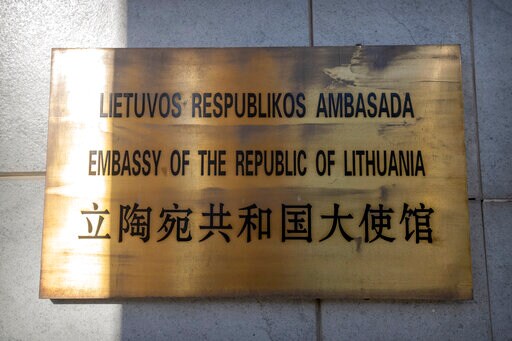 LIETUVOS RESPUBLIKOS AMBASADA
EMBASSY OF THE REPUBLIC OF LITHUANIA
立陶宛共和国大使馆